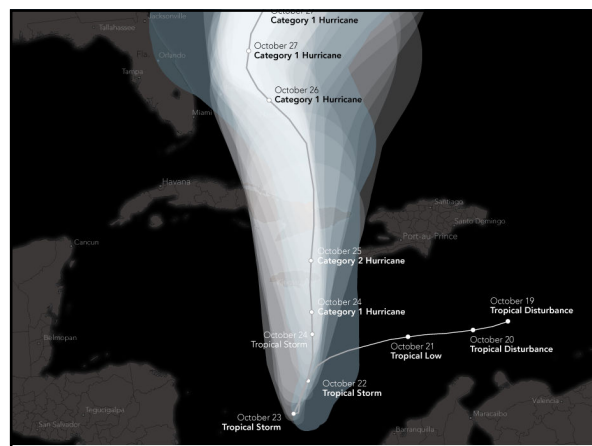 October 27
Category 1 Hurricane
October 27
Category 1 Hurricane
October 26
Category 1 Hurricane
October 25
Category 2 Hurricane
October 24
Category 1 Hurricane
October 24
Tropical Storm
October 19
Tropical Disturbance
October 20
Tropical Disturbance
October 21
Tropical Low
October 22
Tropical Storm
October 23
Tropical Storm
Jacksonville
Tallahassee
Orlando
Tampa
Miami
Havana
Cancun
Santiago
Santo Domingo
Port-au-Prince
Belmopan
Tegucigalpa
San Salvador
Barranquilla
Maracaibo
Valencia